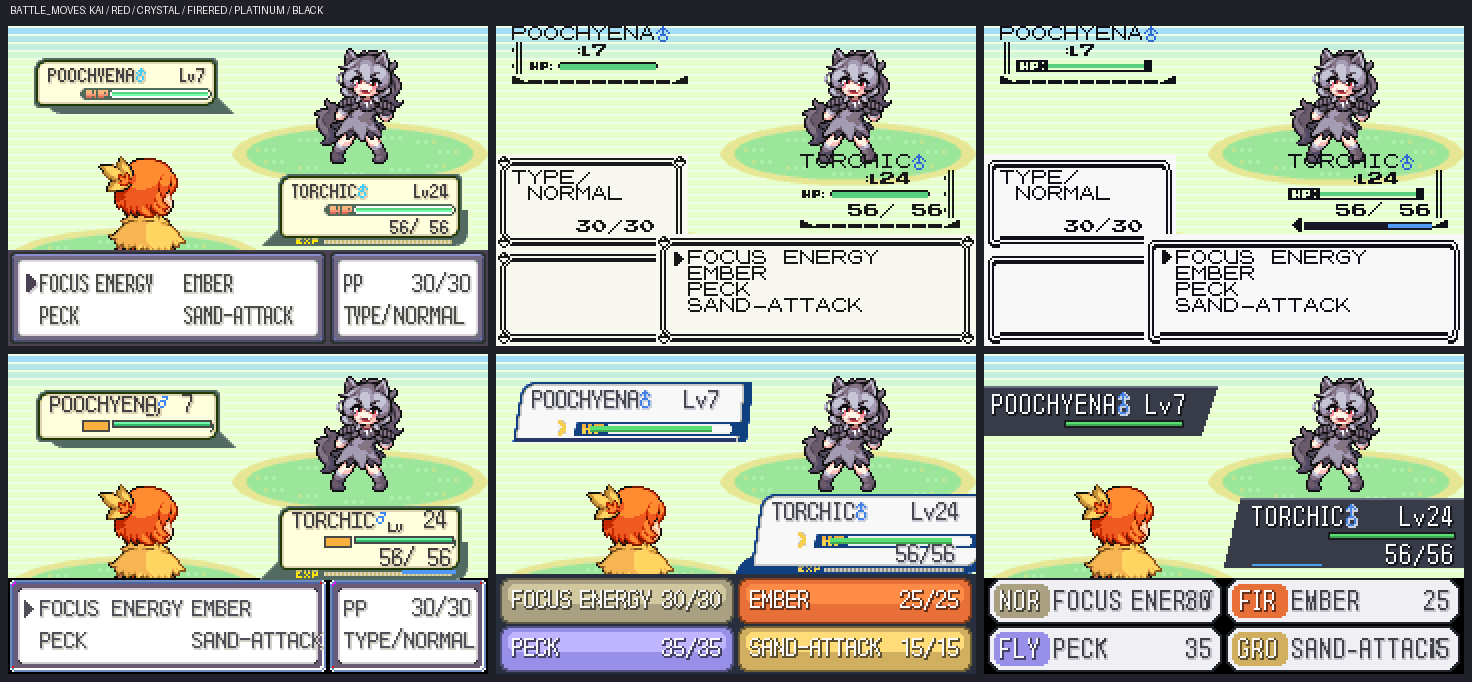 BATTLE_MOVES: KAI / RED / CRYSTAL / FIRERED / PLATINUM / BLACK
POOCHYENA♂ Lv7
HP
TORCHIC♂ Lv24
HP
56/ 56
EXP
FOCUS ENERGY EMBER
PECK SAND-ATTACK
PP 30/30
TYPE/NORMAL
POOCHYENA♂
:L7
HP:
TORCHIC♂
:L24
HP:
56/ 56
TYPE/
NORMAL
30/30
FOCUS ENERGY
EMBER
PECK
SAND-ATTACK
POOCHYENA♂
:L7
HP:
TORCHIC♂
:L24
HP:
56/ 56
TYPE/
NORMAL
30/30
FOCUS ENERGY
EMBER
PECK
SAND-ATTACK
POOCHYENA♂ 7
TORCHIC♂ Lv 24
56/ 56
EXP
FOCUS ENERGY EMBER
PECK SAND-ATTACK
PP 30/30
TYPE/NORMAL
POOCHYENA♂ Lv7
HP
TORCHIC♂ Lv24
HP
56/56
EXP
FOCUS ENERGY 30/30
EMBER 25/25
PECK 35/35
SAND-ATTACK 15/15
POOCHYENA♂ Lv7
TORCHIC♂ Lv24
56/56
NOR FOCUS ENER 30
FIR EMBER 25
FLY PECK 35
GRO SAND-ATTAC 15